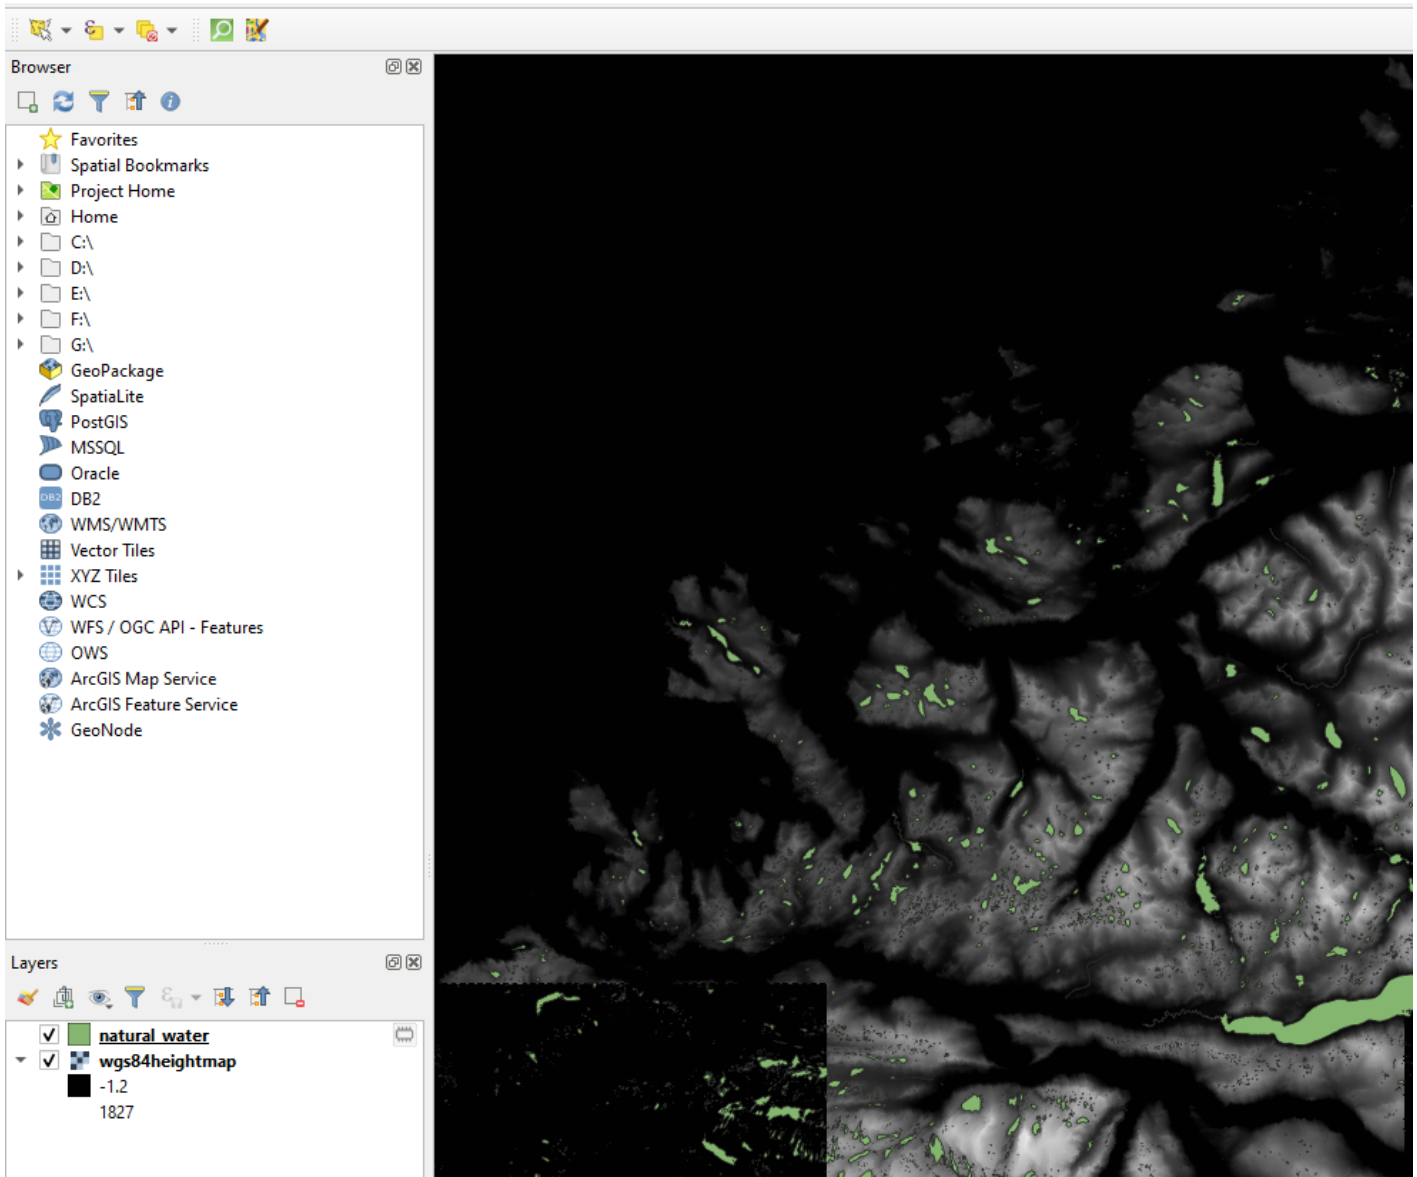 Browser
Favorites
Spatial Bookmarks
Project Home
Home
C:\
D:\
E:\
F:\
G:\
GeoPackage
SpatiaLite
PostGIS
MSSQL
Oracle
DB2
DB2
WMS/WMTS
Vector Tiles
XYZ Tiles
WCS
WFS / OGC API - Features
OWS
ArcGIS Map Service
ArcGIS Feature Service
GeoNode
Layers
natural_water
wgs84heightmap
-1.2
1827